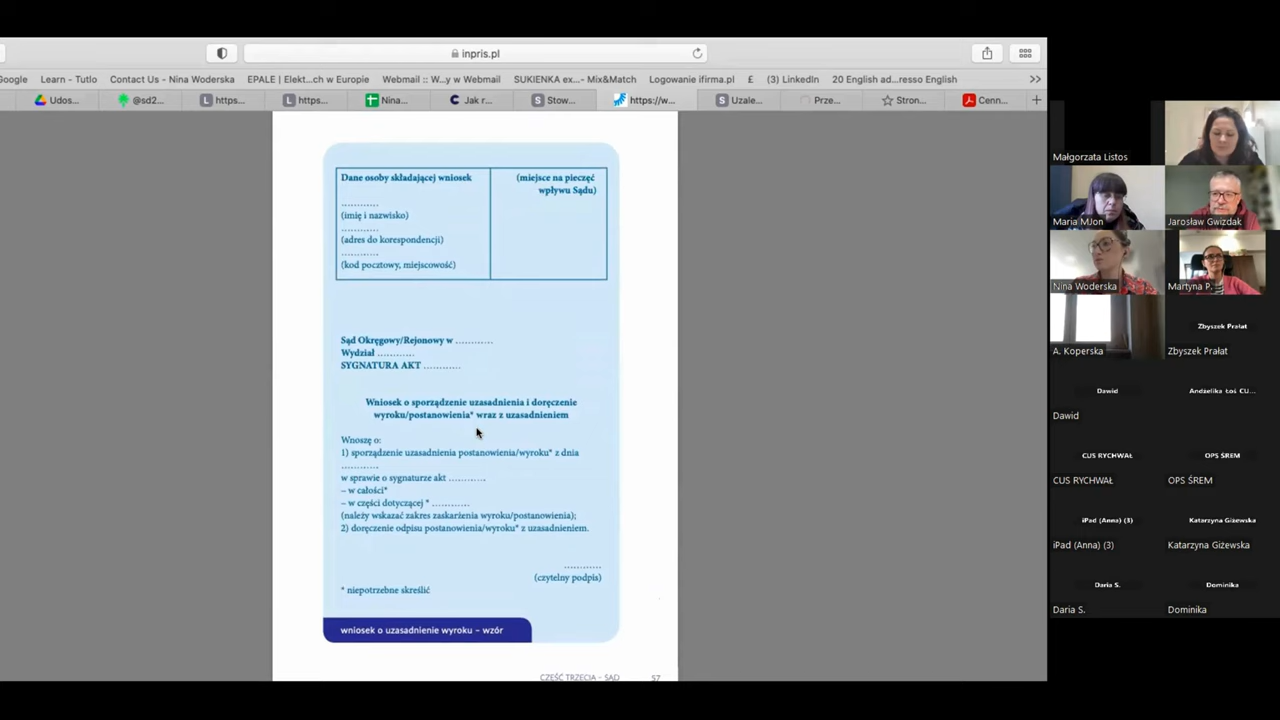 inpris.pl
Google
Learn - Tutlo
Contact Us - Nina Woderska
EPALE | Elekt...ch w Europie
Webmail :: W...y w Webmail
SUKIENKA ex... - Mix&Match
Logowanie ifirma.pl
£
(3) LinkedIn
20 English ad...resso English
Udos...
@sd2...
https...
https...
Nina...
Jak r...
Stow...
https://w...
Uzale...
Prze...
Stron...
Cenn...
Dane osoby składającej wniosek
............
(imię i nazwisko)
............
(adres do korespondencji)
............
(kod pocztowy, miejscowość)
(miejsce na pieczęć
wpływu Sądu)
Sąd Okręgowy/Rejonowy w ............
Wydział ............
SYGNATURA AKT ............
Wniosek o sporządzenie uzasadnienia i doręczenie
wyroku/postanowienia* wraz z uzasadnieniem
Wnoszę o:
1) sporządzenie uzasadnienia postanowienia/wyroku* z dnia
............
w sprawie o sygnaturze akt ............
– w całości*
– w części dotyczącej * ............
(należy wskazać zakres zaskarżenia wyroku/postanowienia);
2) doręczenie odpisu postanowienia/wyroku* z uzasadnieniem.
............
(czytelny podpis)
* niepotrzebne skreślić
wniosek o uzasadnienie wyroku – wzór
CZĘŚĆ TRZECIA – SĄD 57
Małgorzata Listos
Maria MJon
Jarosław Gwizdak
Nina Woderska
Martyna P.
A. Koperska
Zbyszek Prałat
Zbyszek Prałat
Dawid
Dawid
Andżelika Łoś CU...
CUS RYCHWAŁ
CUS RYCHWAŁ
OPS ŚREM
OPS ŚREM
iPad (Anna) (3)
iPad (Anna) (3)
Katarzyna Giżewska
Katarzyna Giżewska
Daria S.
Daria S.
Dominika
Dominika